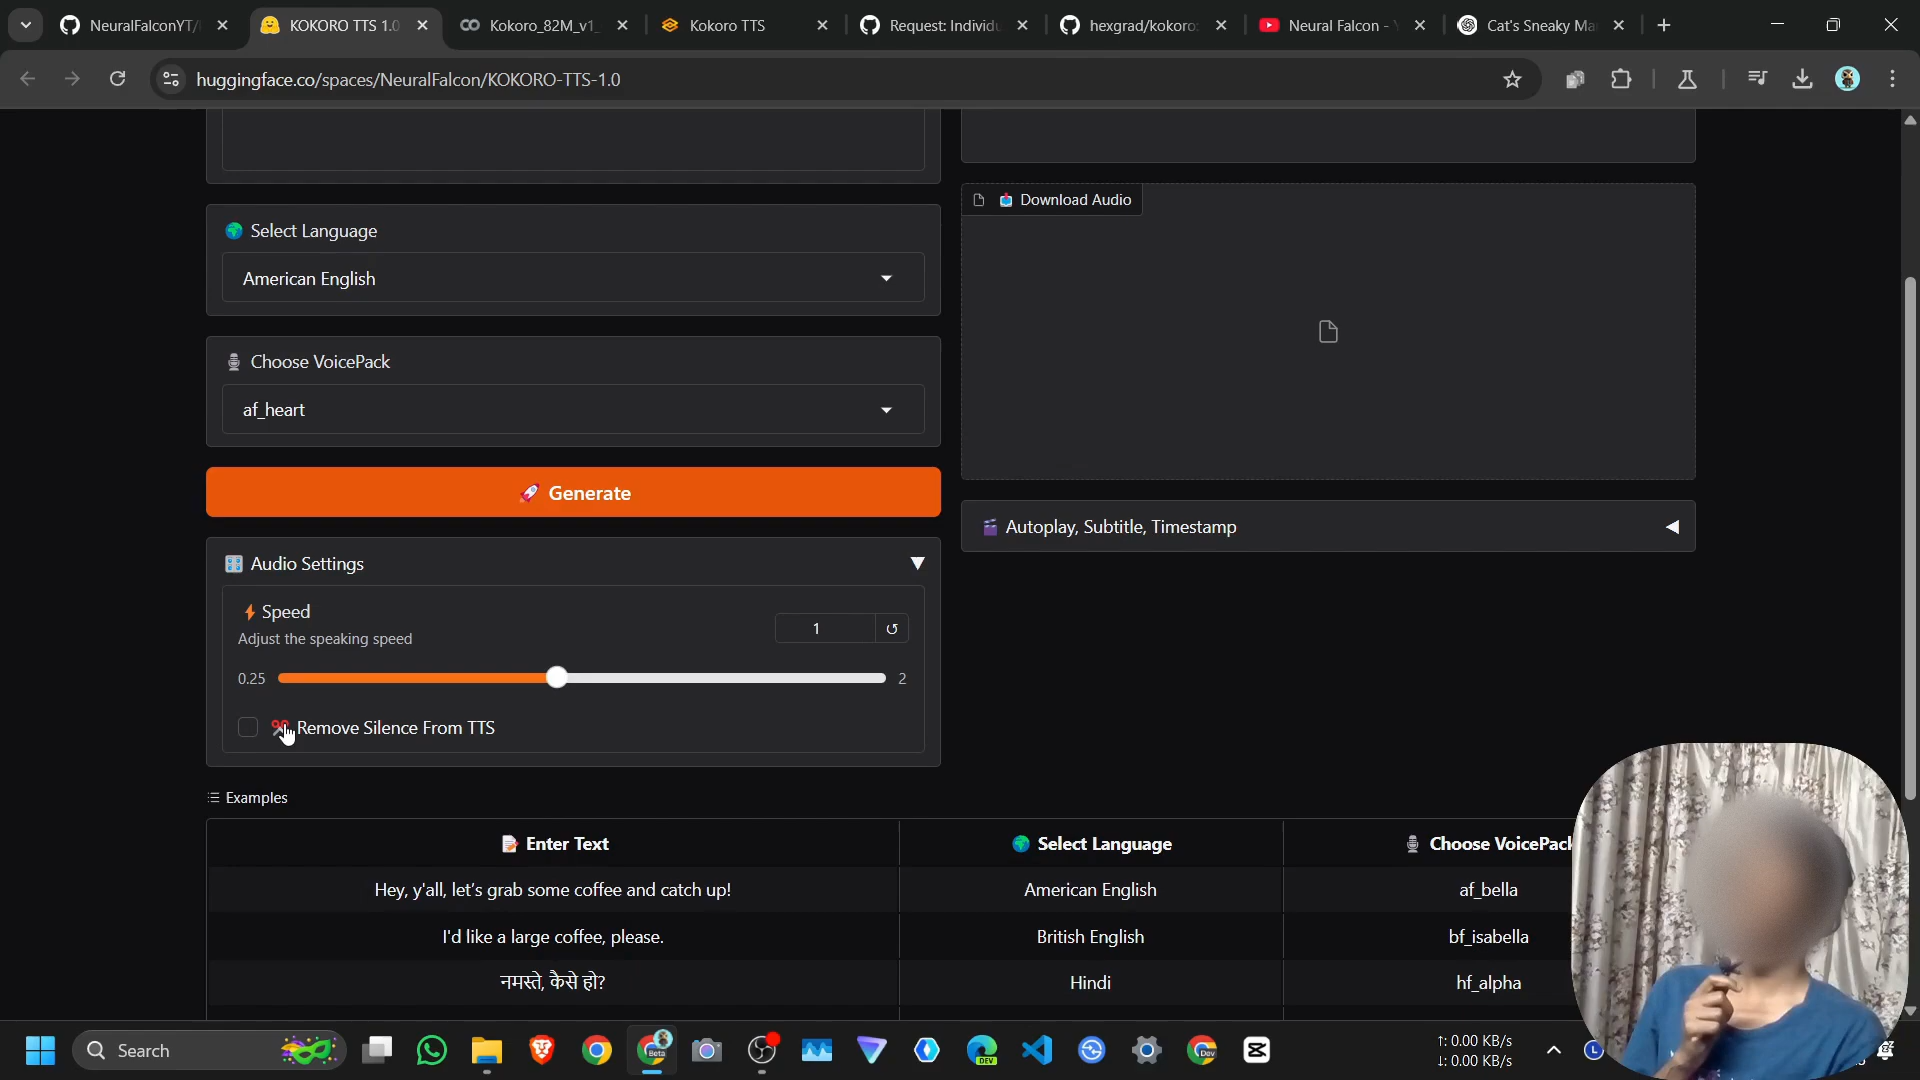 NeuralFalconYT/
KOKORO TTS 1.0
Kokoro_82M_v1_
Kokoro TTS
Request: Individu
hexgrad/kokoro:
Neural Falcon - Y
Cat's Sneaky Ma
huggingface.co/spaces/NeuralFalcon/KOKORO-TTS-1.0
Select Language
American English
Choose VoicePack
af_heart
Generate
Audio Settings
Speed
Adjust the speaking speed
1
0.25
2
Remove Silence From TTS
Download Audio
Autoplay, Subtitle, Timestamp
Examples
Enter Text Select Language Choose VoicePack
Hey, y'all, let’s grab some coffee and catch up! American English af_bella
I'd like a large coffee, please. British English bf_isabella
नमस्ते, कैसे हो? Hindi hf_alpha
Search
Beta
DEV
Dev
↑: 0.00 KB/s
↓: 0.00 KB/s
L